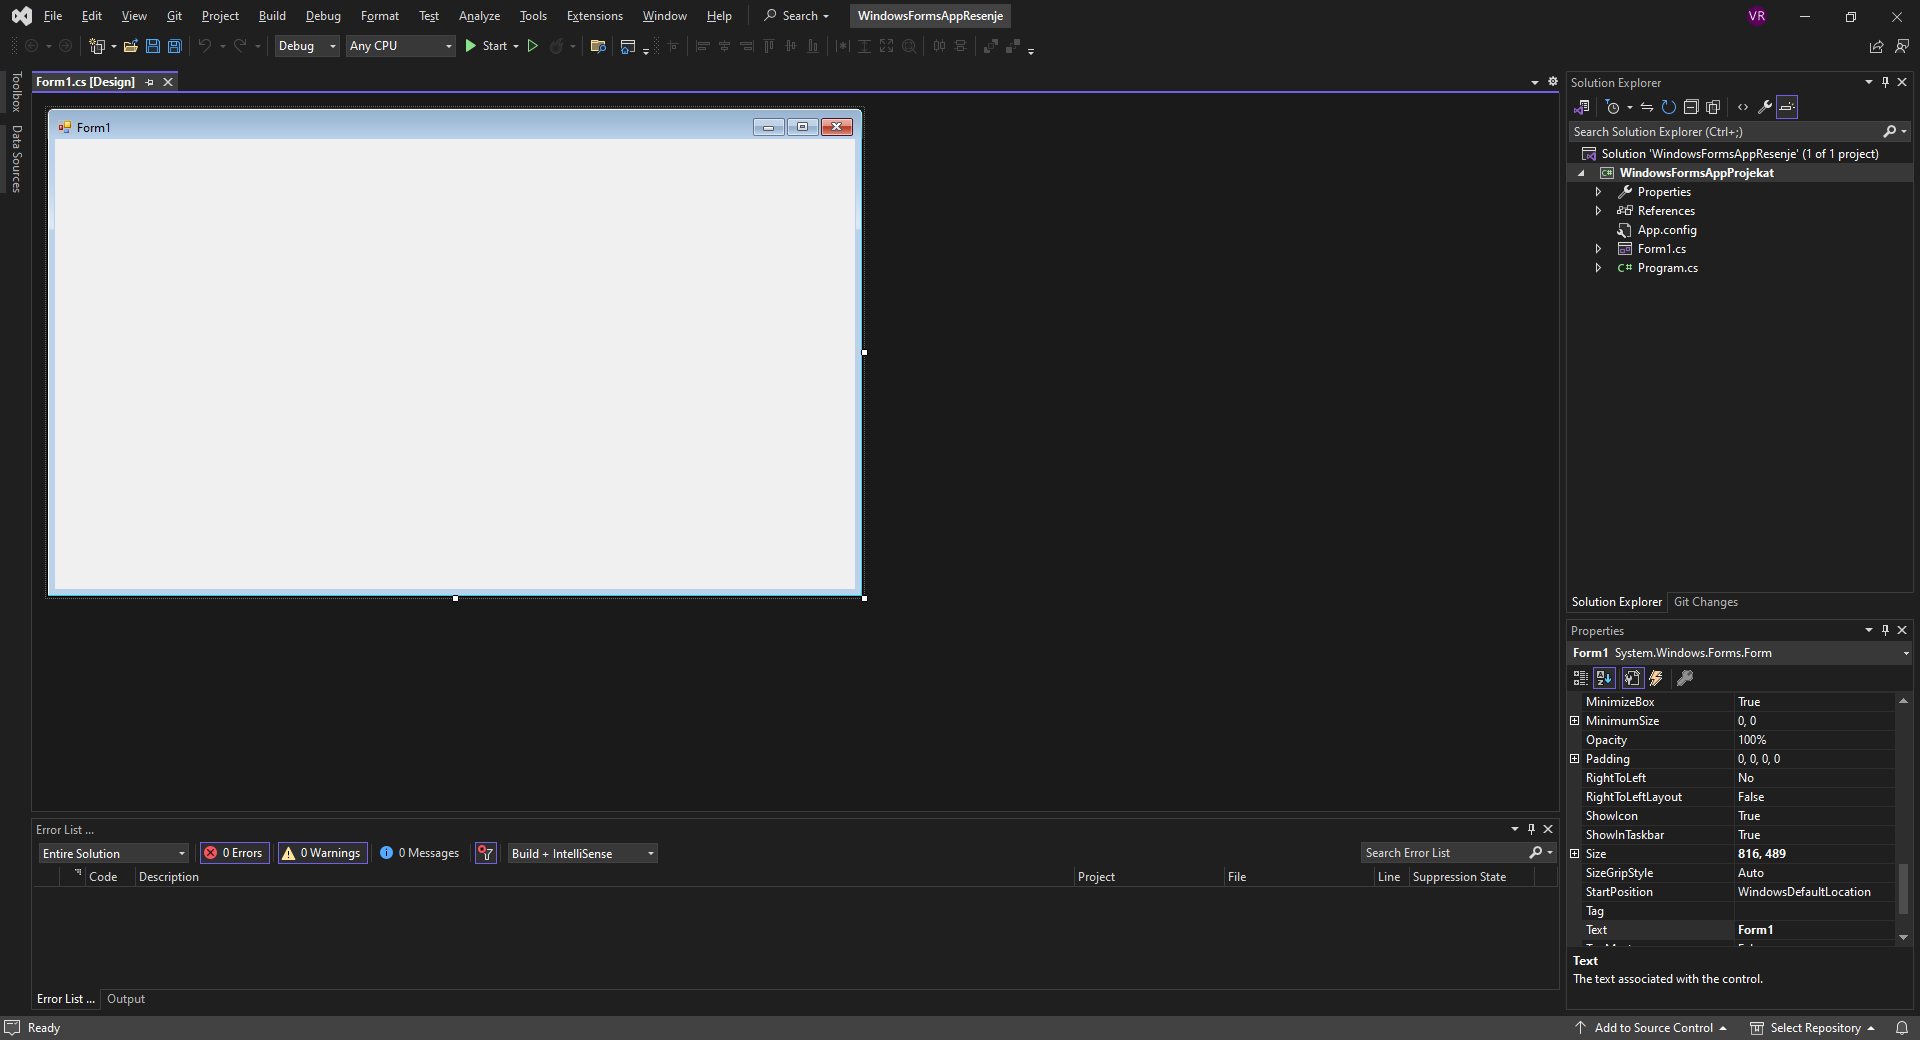 File Edit View Git Project Build Debug Format Test Analyze Tools Extensions Window Help Search WindowsFormsAppResenje VR
Debug Any CPU Start
Toolbox
Data Sources
Form1.cs [Design]
Form1
Solution Explorer
Search Solution Explorer (Ctrl+;)
Solution 'WindowsFormsAppResenje' (1 of 1 project)
WindowsFormsAppProjekat
Properties
References
App.config
Form1.cs
C# Program.cs
Solution Explorer Git Changes
Properties
Form1 System.Windows.Forms.Form
MinimizeBox True
MinimumSize 0, 0
Opacity 100%
Padding 0, 0, 0, 0
RightToLeft No
RightToLeftLayout False
ShowIcon True
ShowInTaskbar True
Size 816, 489
SizeGripStyle Auto
StartPosition WindowsDefaultLocation
Tag
Text Form1
Text
The text associated with the control.
Error List ...
Entire Solution 0 Errors 0 Warnings 0 Messages Build + IntelliSense Search Error List
Code Description Project File Line Suppression State
Error List ... Output
Ready Add to Source Control Select Repository